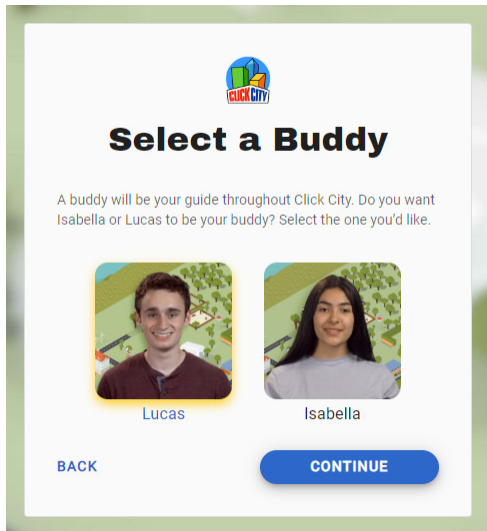 CLICK CITY
Select a Buddy
A buddy will be your guide throughout Click City. Do you want
Isabella or Lucas to be your buddy? Select the one you’d like.
Lucas
Isabella
BACK
CONTINUE